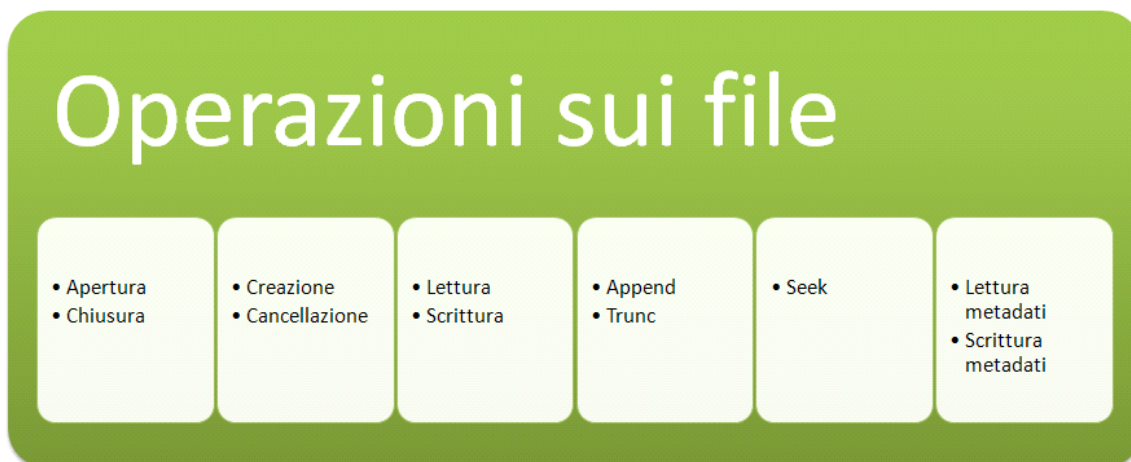 Operazioni sui file
• Apertura
• Chiusura
• Creazione
• Cancellazione
• Lettura
• Scrittura
• Append
• Trunc
• Seek
• Lettura
metadati
• Scrittura
metadati